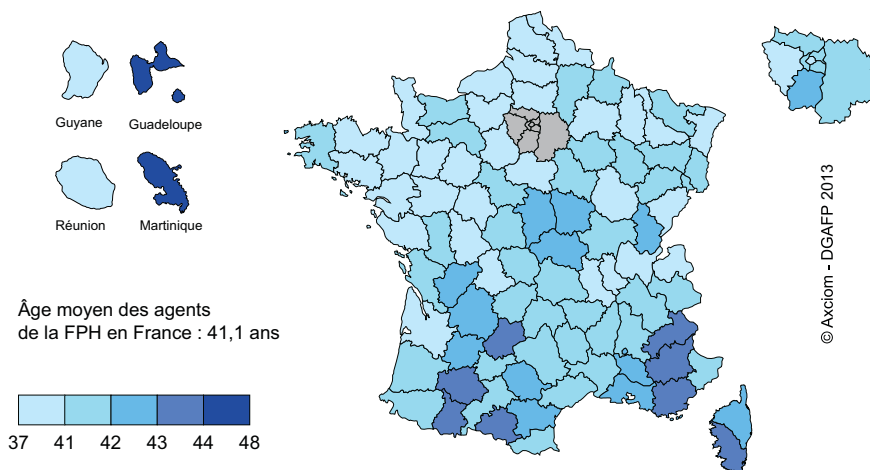 Guyane
Guadeloupe
Réunion
Martinique
Âge moyen des agents
de la FPH en France : 41,1 ans
37 41 42 43 44 48
© Axciom - DGAFP 2013